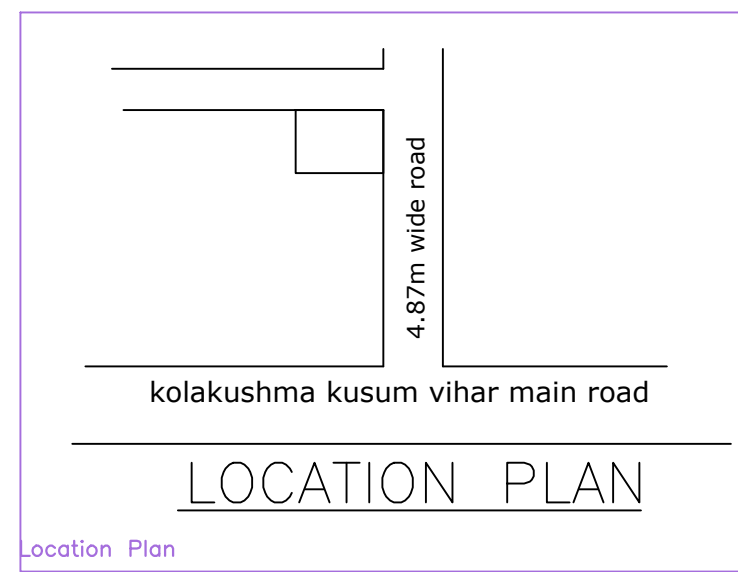 4.87m wide road
kolakushma kusum vihar main road
LOCATION PLAN
Location Plan